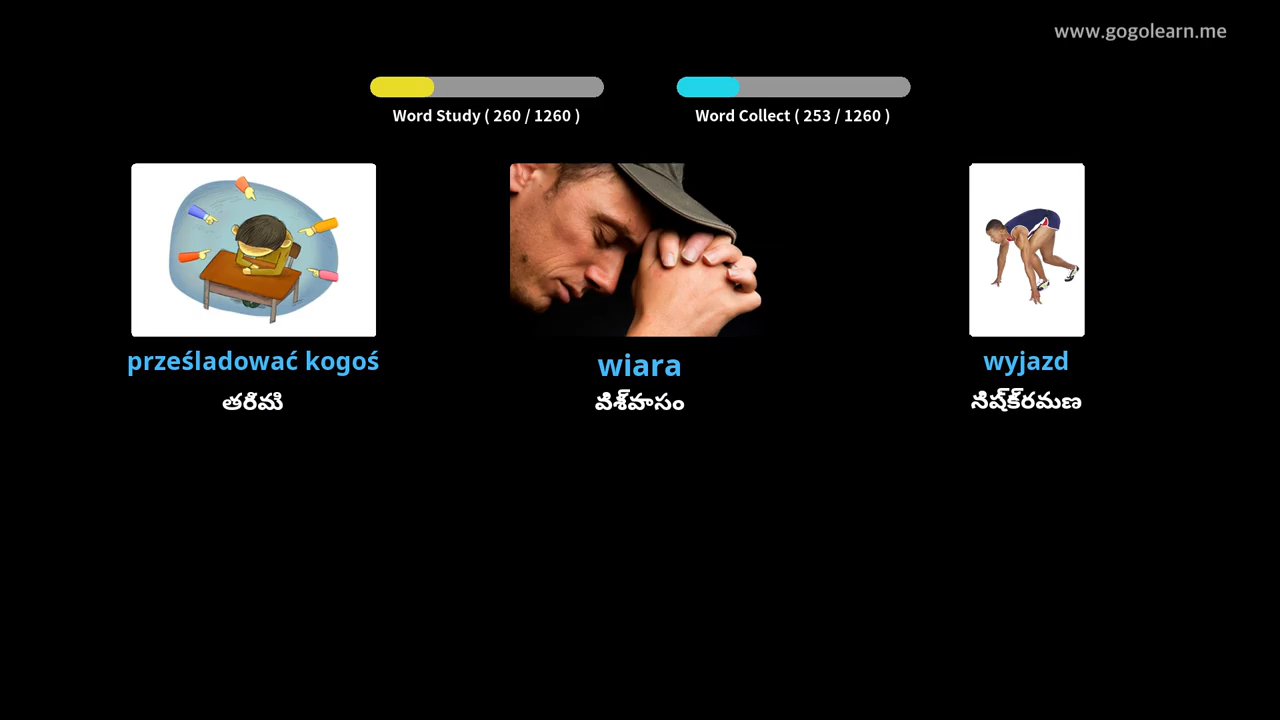 www.gogolearn.me
Word Study ( 260 / 1260 )
Word Collect ( 253 / 1260 )
prześladować kogoś
wiara
wyjazd
తరిమి
విశ్వాసం
నిష్క్రమణ